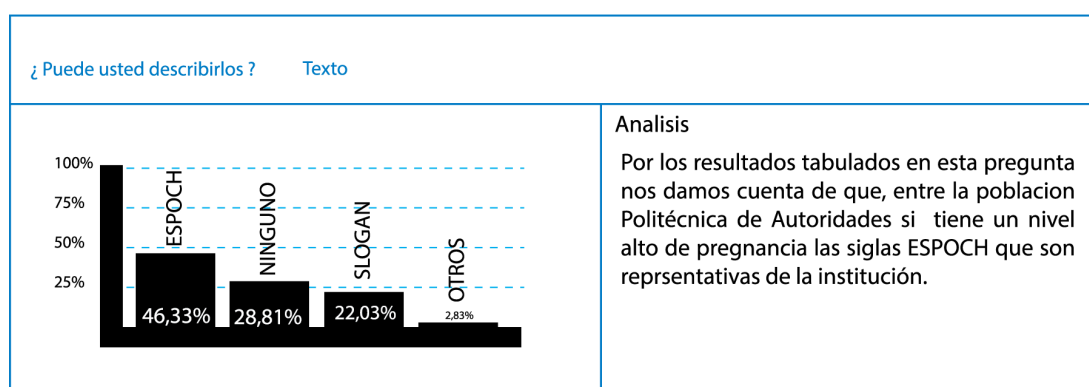 ¿ Puede usted describirlos ? Texto
100%
75%
50%
25%
ESPOCH
NINGUNO
SLOGAN
OTROS
46,33%
28,81%
22,03%
2,83%
Analisis
Por los resultados tabulados en esta pregunta
nos damos cuenta de que, entre la poblacion
Politécnica de Autoridades si tiene un nivel
alto de pregnancia las siglas ESPOCH que son
reprsentativas de la institución.